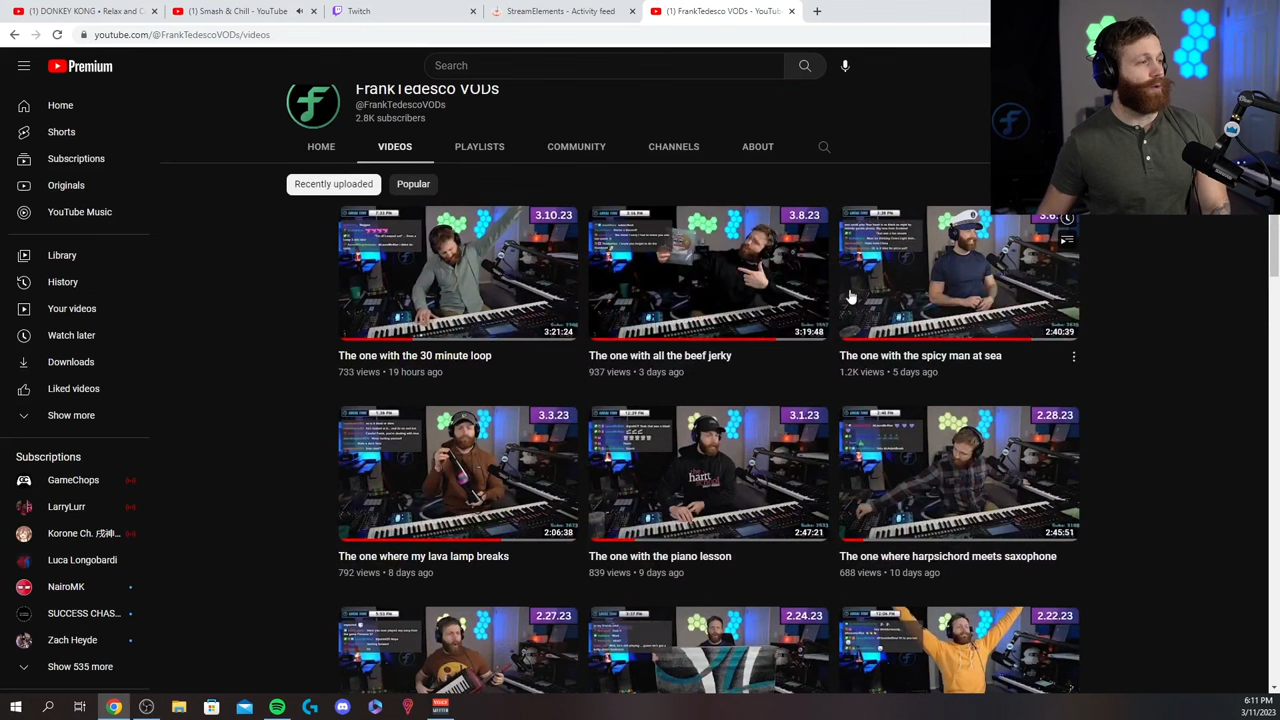 (1) DONKEY KONG • Relax and C
(1) Smash & Chill - YouTube
Twitch
StreamElements - Activity feed
(1) FrankTedesco VODs - YouTub
youtube.com/@FrankTedescoVODs/videos
Premium
Search
FrankTedesco VODs
@FrankTedescoVODs
2.8K subscribers
HOME
VIDEOS
PLAYLISTS
COMMUNITY
CHANNELS
ABOUT
Recently uploaded
Popular
Home
Shorts
Subscriptions
Originals
YouTube Music
Library
History
Your videos
Watch later
Downloads
Liked videos
Show more
Subscriptions
GameChops
LarryLurr
Korone Ch. 戌神...
Luca Longobardi
NairoMK
SUCCESS CHAS...
Zach Heyde
Show 535 more
3.10.23
3:21:24
The one with the 30 minute loop
733 views • 19 hours ago
3.8.23
3:19:48
The one with all the beef jerky
937 views • 3 days ago
2:40:39
The one with the spicy man at sea
1.2K views • 5 days ago
3.3.23
2:06:38
The one where my lava lamp breaks
792 views • 8 days ago
3.1.23
hartt
2:47:21
The one with the piano lesson
839 views • 9 days ago
2.28.23
2:45:51
The one where harpsichord meets saxophone
688 views • 10 days ago
2.27.23
2.24.23
2.22.23
6:11 PM
3/11/2023